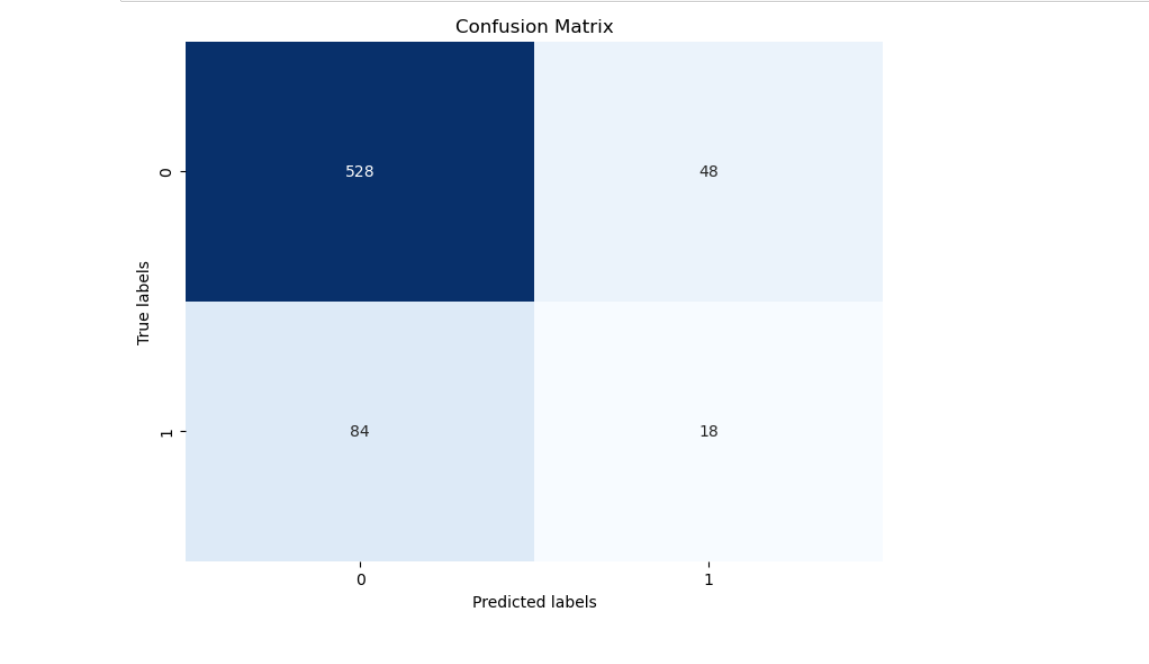 Confusion Matrix
0
528
48
True labels
1
84
18
0
1
Predicted labels